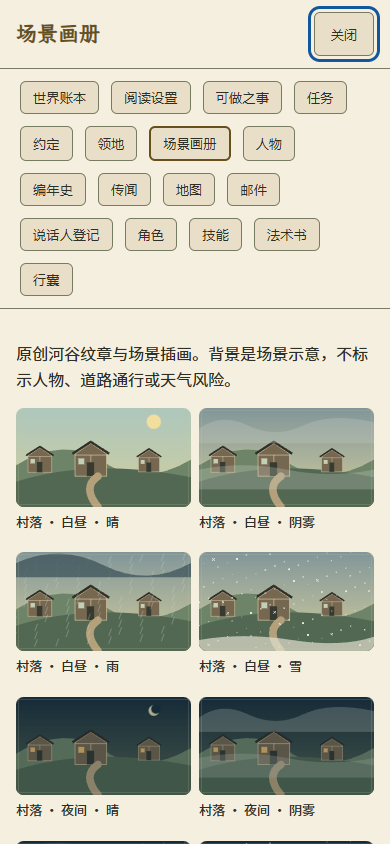 场景画册
关闭
世界账本 阅读设置 可做之事 任务
约定 领地 场景画册 人物
编年史 传闻 地图 邮件
说话人登记 角色 技能 法术书
行囊
原创河谷纹章与场景插画。背景是场景示意，不标
示人物、道路通行或天气风险。
村落 · 白昼 · 晴
村落 · 白昼 · 阴雾
村落 · 白昼 · 雨
村落 · 白昼 · 雪
村落 · 夜间 · 晴
村落 · 夜间 · 阴雾